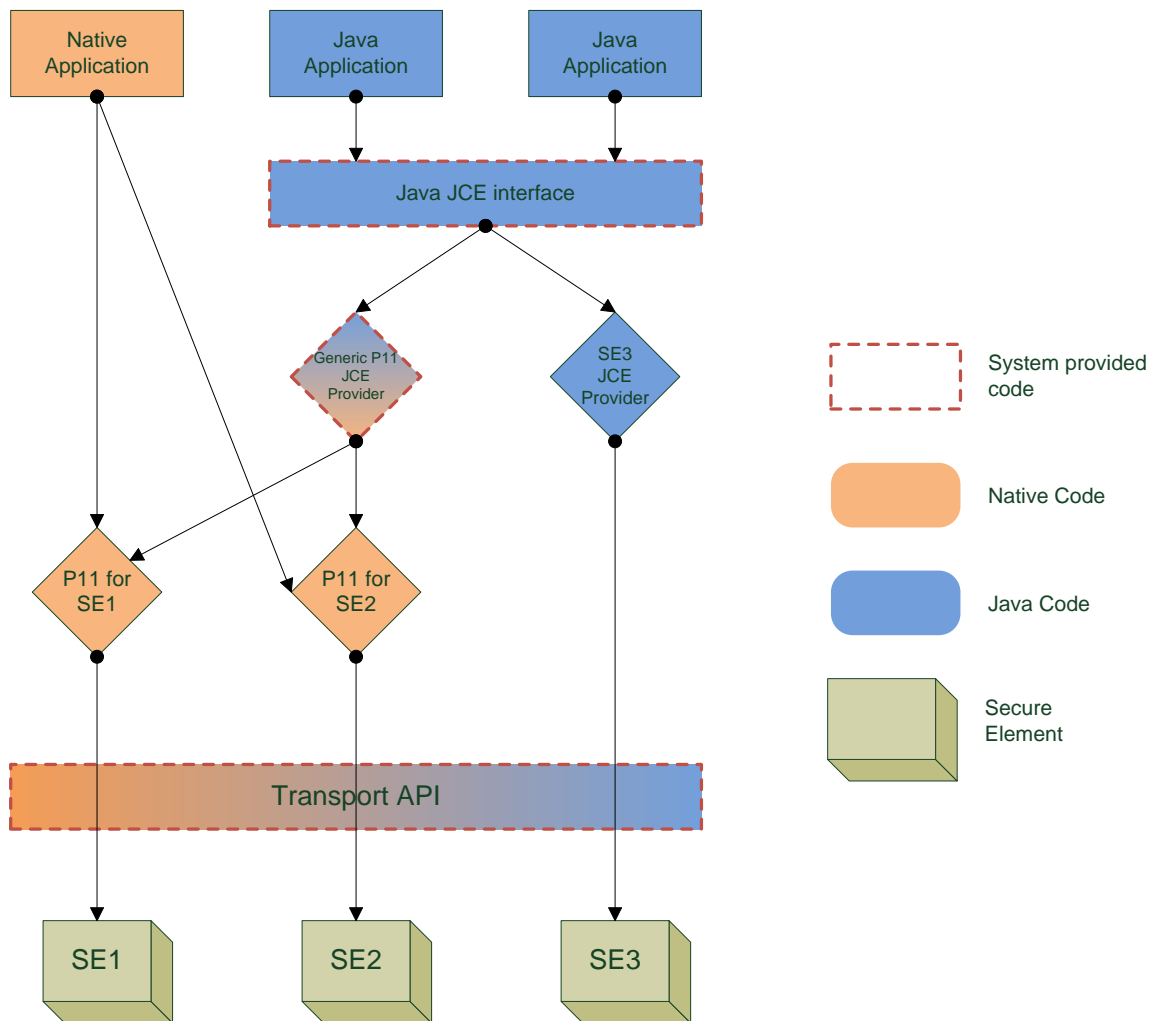 Native
Application
Java
Application
Java
Application
Java JCE interface
Generic P11
JCE
Provider
SE3
JCE
Provider
System provided
code
Native Code
P11 for
SE1
P11 for
SE2
Java Code
Secure
Element
Transport API
SE1
SE2
SE3